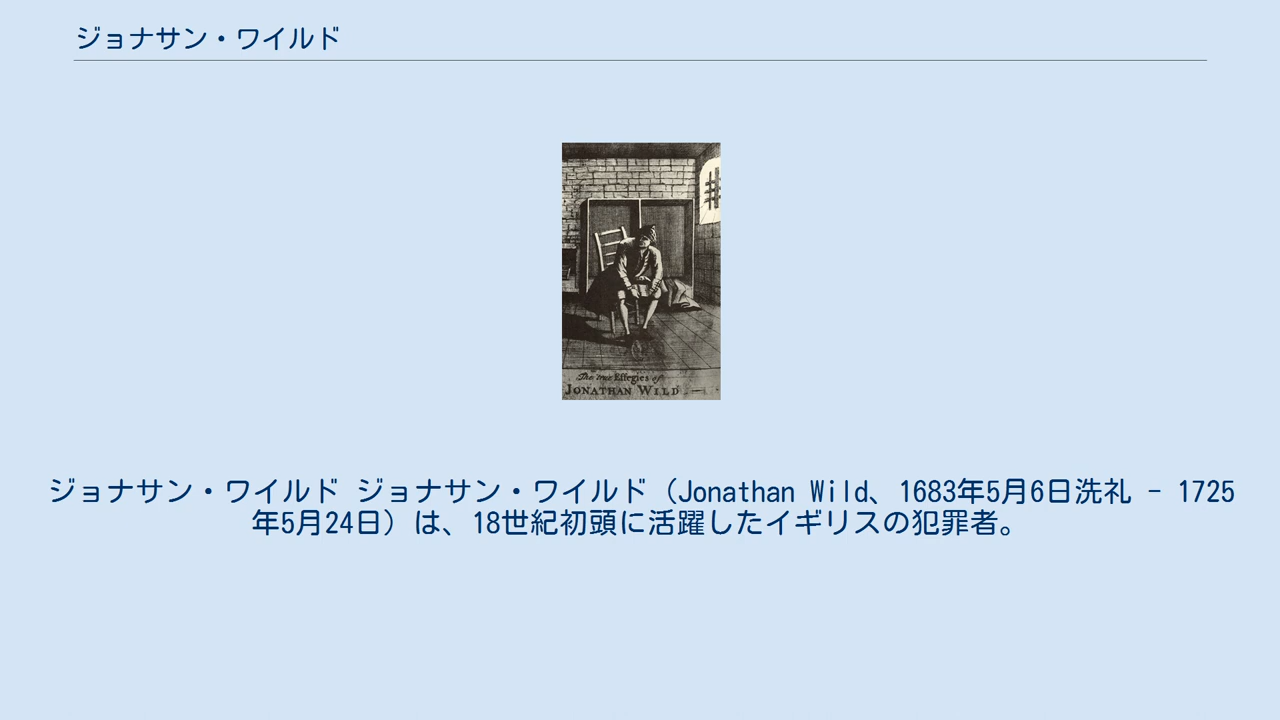 ジョナサン・ワイルド
The true Effegies of
JONATHAN WILD
ジョナサン・ワイルド ジョナサン・ワイルド（Jonathan Wild、1683年5月6日洗礼 - 1725
年5月24日）は、18世紀初頭に活躍したイギリスの犯罪者。